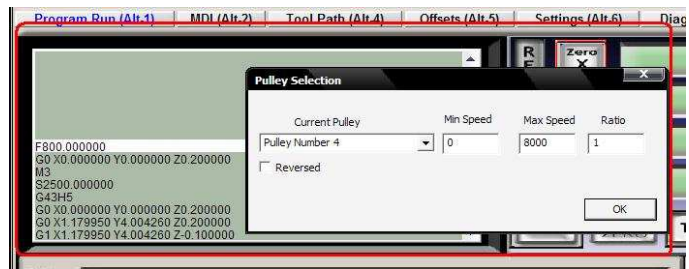 Program Run (Alt-1) MDI (Alt-2) Tool Path (Alt-4) Offsets (Alt-5) Settings (Alt-6) Diag
R Zero
E X
Pulley Selection X
Current Pulley Min Speed Max Speed Ratio
Pulley Number 4 0 8000 1
Reversed
OK
F800.000000
G0 X0.000000 Y0.000000 Z0.200000
M3
S2500.000000
G43H5
G0 X0.000000 Y0.000000 Z0.200000
G0 X1.179950 Y4.004260 Z0.200000
G1 X1.179950 Y4.004260 Z-0.100000